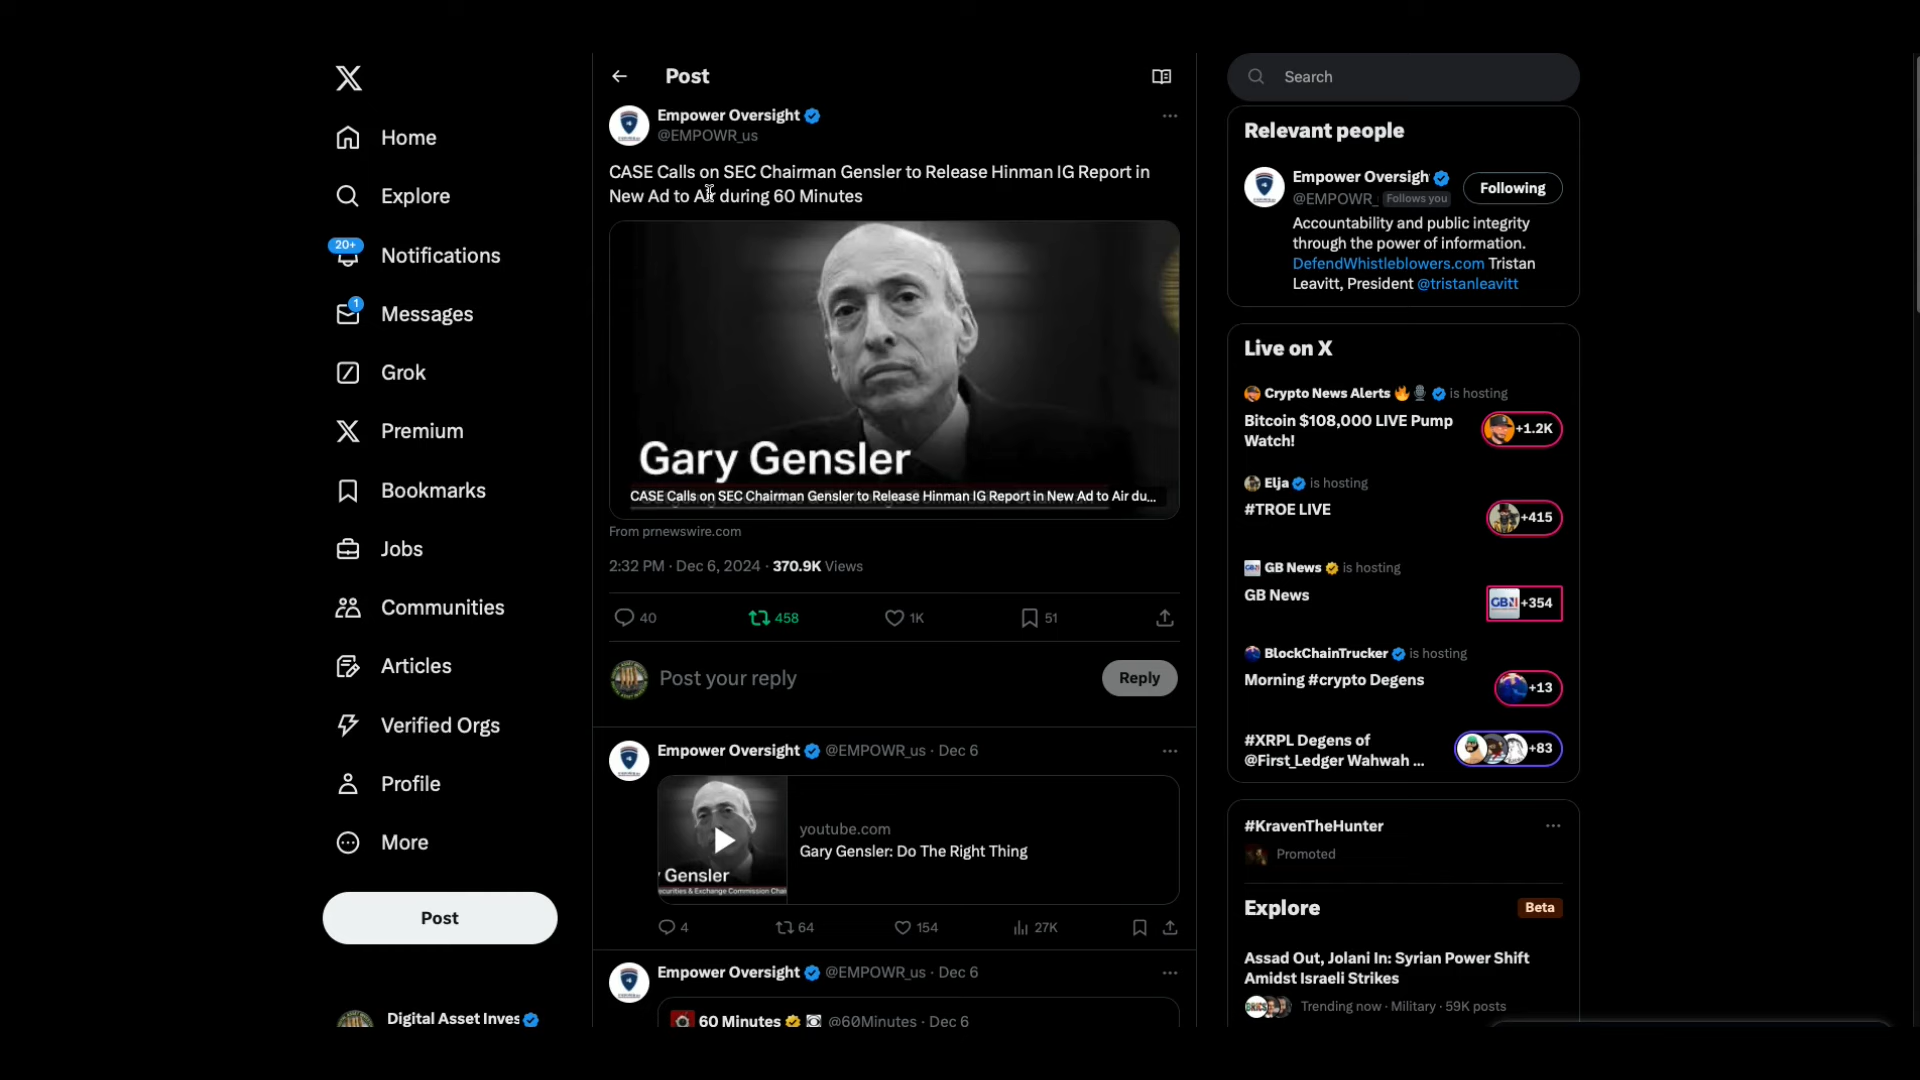 Home
Explore
20+
Notifications
1
Messages
Grok
Premium
Bookmarks
Jobs
Communities
Articles
Verified Orgs
Profile
More
Post
Digital Asset Inves
Post
Empower Oversight
@EMPOWR_us
CASE Calls on SEC Chairman Gensler to Release Hinman IG Report in
New Ad to Air during 60 Minutes
Gary Gensler
CASE Calls on SEC Chairman Gensler to Release Hinman IG Report in New Ad to Air du...
From prnewswire.com
2:32 PM · Dec 6, 2024 · 370.9K Views
40 458 1K 51
Post your reply
Reply
Empower Oversight @EMPOWR_us · Dec 6
Gensler
youtube.com
Gary Gensler: Do The Right Thing
4 64 154 27K
Empower Oversight @EMPOWR_us · Dec 6
60 Minutes @60Minutes · Dec 6
Search
Relevant people
Empower Oversigh
@EMPOWR_ Follows you
Following
Accountability and public integrity
through the power of information.
DefendWhistleblowers.com Tristan
Leavitt, President @tristanleavitt
Live on X
Crypto News Alerts is hosting
Bitcoin $108,000 LIVE Pump
Watch!
+1.2K
Elja is hosting
#TROE LIVE
+415
GB News is hosting
GB News
GBN +354
BlockChainTrucker is hosting
Morning #crypto Degens
+13
#XRPL Degens of
@First_Ledger Wahwah ...
+83
#KravenTheHunter
Promoted
Explore
Beta
Assad Out, Jolani In: Syrian Power Shift
Amidst Israeli Strikes
Trending now · Military · 59K posts